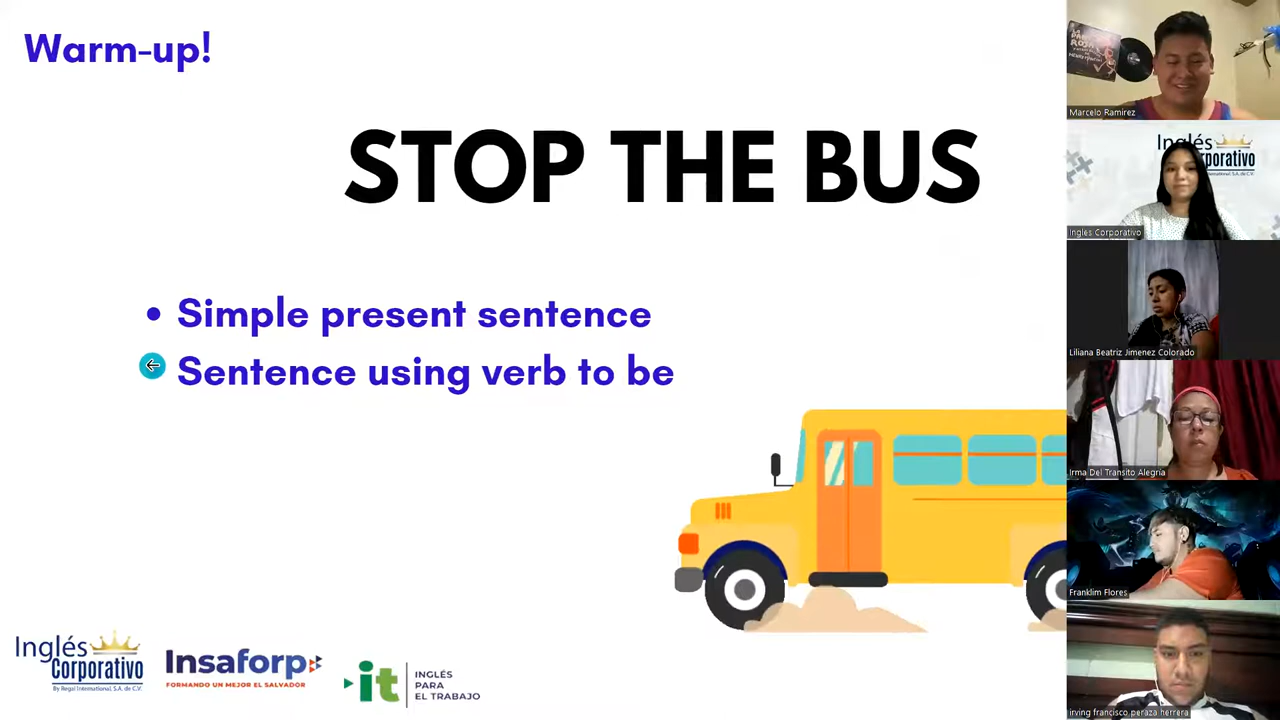 Warm-up!
STOP THE BUS
Simple present sentence
Sentence using verb to be
Inglés
Corporativo
By Regal International, S.A. de C.V.
Insaforp
FORMANDO UN MEJOR EL SALVADOR
it
INGLÉS
PARA
EL TRABAJO
Marcelo Ramirez
Inglés
Inglés Corporativo
Liliana Beatriz Jimenez Colorado
Irma Del Transito Alegria
Franklim Flores
irving francisco peraza herrera